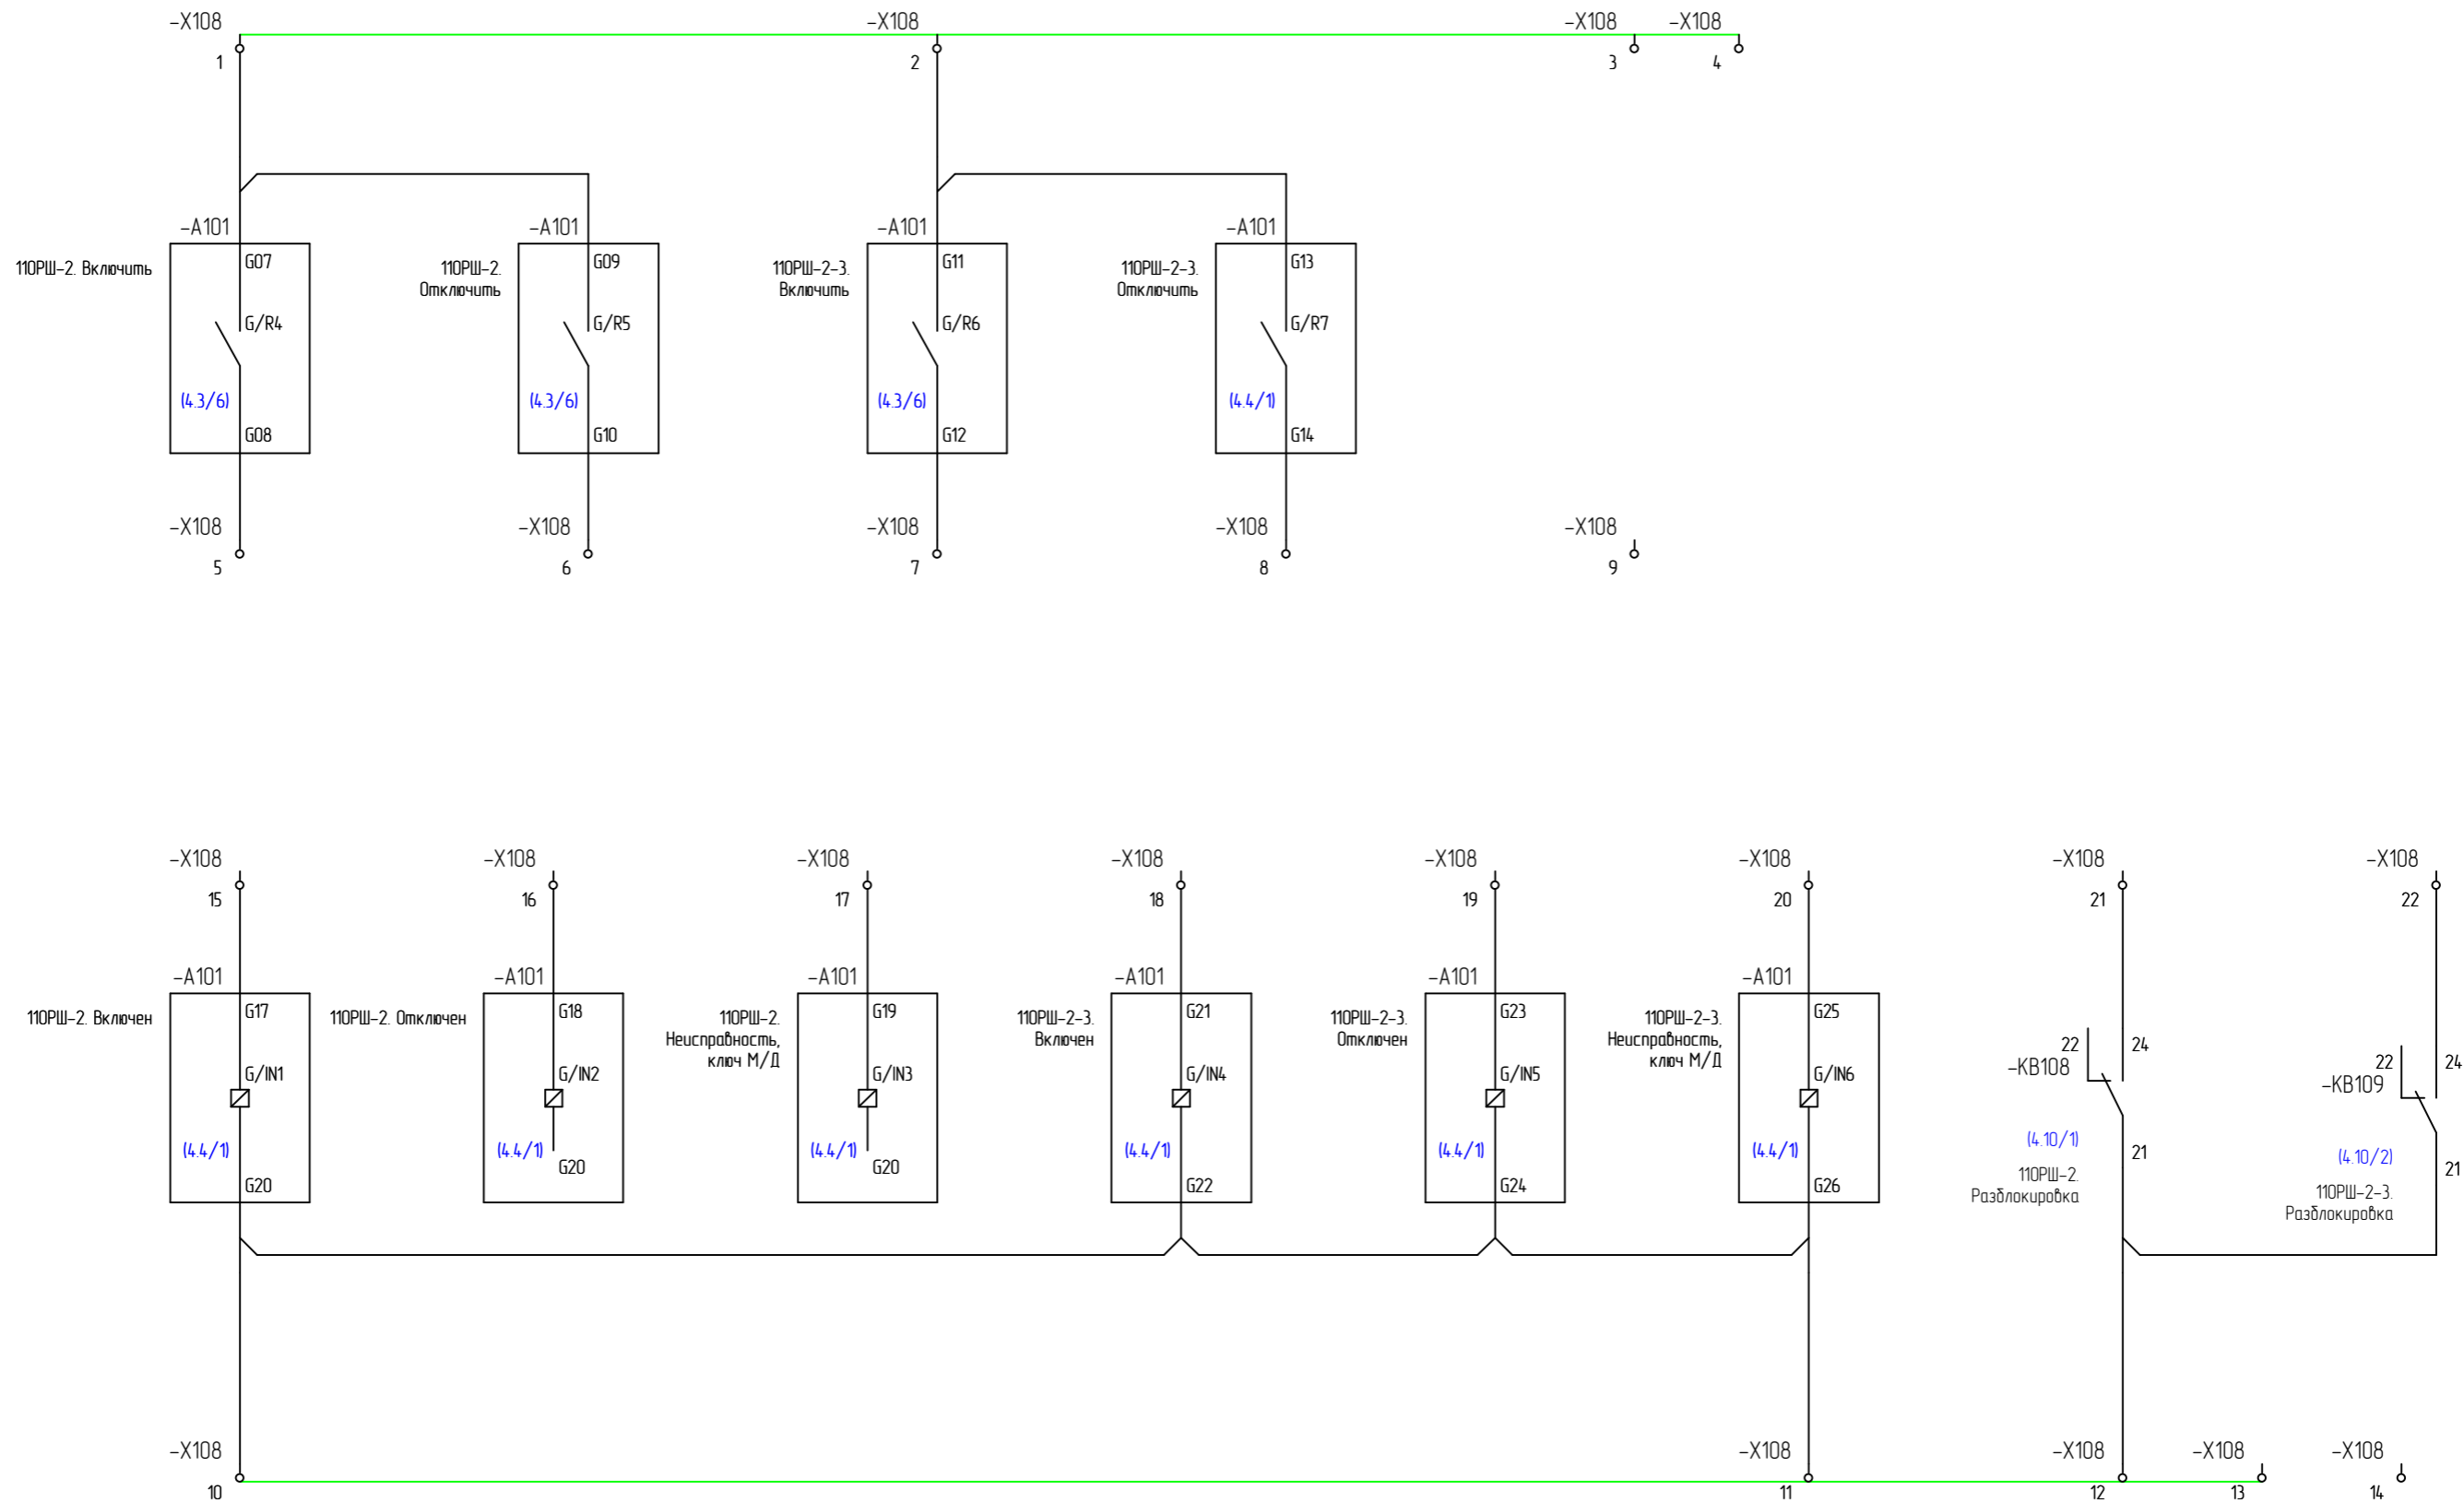 -X108
-X108
-X108
-X108
1
2
3
4
-A101
-A101
-A101
-A101
110РШ-2. Включить
G07
G/R4
(4.3/6)
G08
110РШ-2.
Отключить
G09
G/R5
(4.3/6)
G10
110РШ-2-3.
Включить
G11
G/R6
(4.3/6)
G12
110РШ-2-3.
Отключить
G13
G/R7
(4.4/1)
G14
-X108
-X108
-X108
-X108
-X108
5
6
7
8
9
-X108
-X108
-X108
-X108
-X108
-X108
-X108
-X108
15
16
17
18
19
20
21
22
-A101
-A101
-A101
-A101
-A101
-A101
110РШ-2. Включен
G17
G/IN1
(4.4/1)
G20
110РШ-2. Отключен
G18
G/IN2
(4.4/1)
G20
110РШ-2.
Неисправность,
ключ М/Д
G19
G/IN3
(4.4/1)
G20
110РШ-2-3.
Включен
G21
G/IN4
(4.4/1)
G22
110РШ-2-3.
Отключен
G23
G/IN5
(4.4/1)
G24
110РШ-2-3.
Неисправность,
ключ М/Д
G25
G/IN6
(4.4/1)
G26
22
24
-KB108
(4.10/1)
21
110РШ-2.
Разблокировка
22
24
-KB109
(4.10/2)
21
110РШ-2-3.
Разблокировка
-X108
-X108
-X108
-X108
-X108
10
11
12
13
14